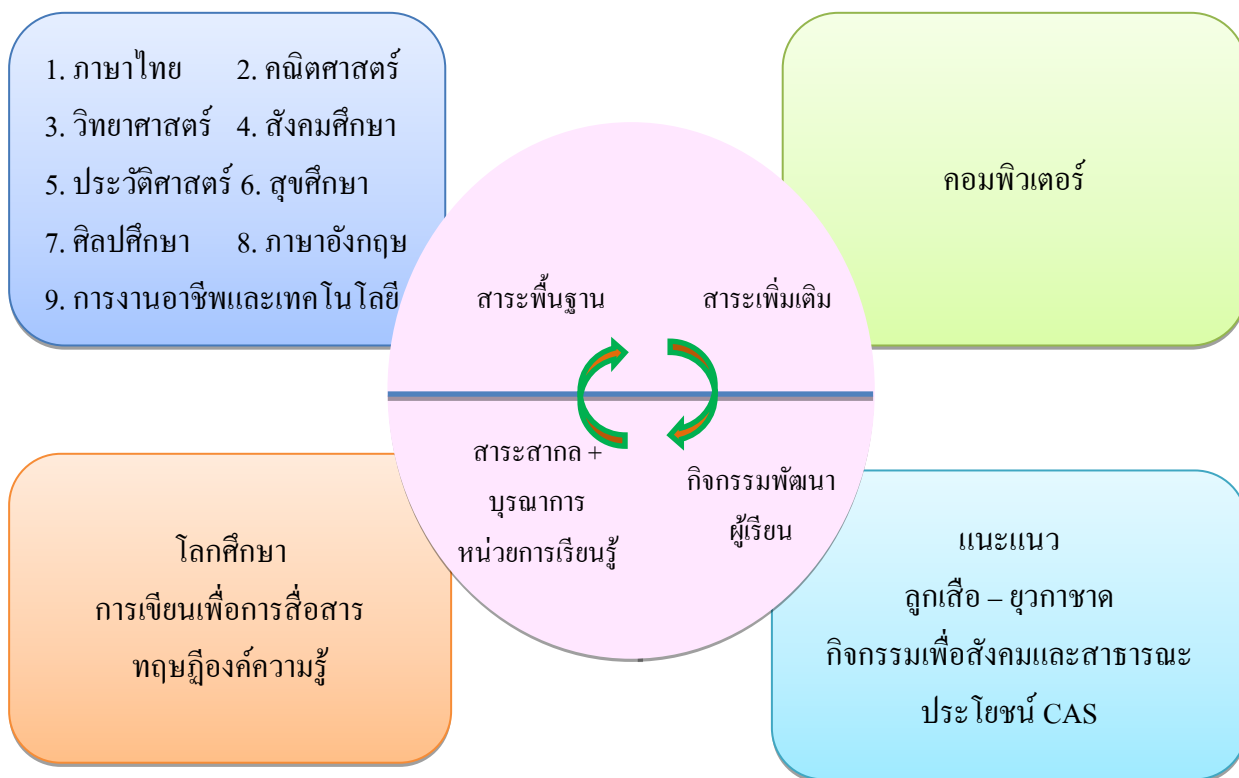 1. ภาษาไทย 2. คณิตศาสตร์
3. วิทยาศาสตร์ 4. สังคมศึกษา
5. ประวัติศาสตร์ 6. สุขศึกษา
7. ศิลปศึกษา 8. ภาษาอังกฤษ
9. การงานอาชีพและเทคโนโลยี
คอมพิวเตอร์
สาระพื้นฐาน
สาระเพิ่มเติม
สาระสากล +
บุรณาการ
หน่วยการเรียนรู้
กิจกรรมพัฒนา
ผู้เรียน
โลกศึกษา
การเขียนเพื่อการสื่อสาร
ทฤษฎีองค์ความรู้
แนะแนว
ลูกเสือ – ยุวกาชาด
กิจกรรมเพื่อสังคมและสาธารณะ
ประโยชน์ CAS